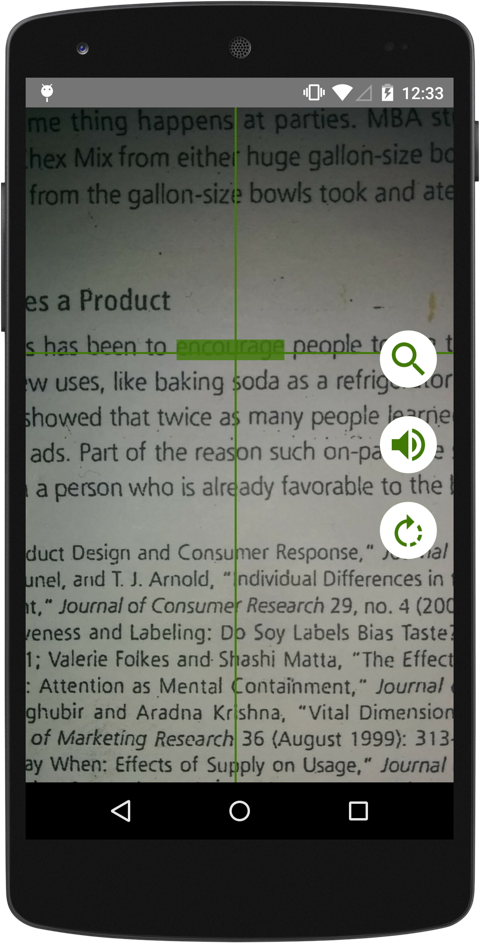 12:33
me thing happens at parties. MBA st
hex Mix from either huge gallon-size bo
from the gallon-size bowls took and ate
es a Product
s has been to encourage people to t
ew uses, like baking soda as a refrigerator
showed that twice as many people learne
ads. Part of the reason such on-pa
a person who is already favorable to the
duct Design and Consumer Response," Journal
unel, and T. J. Arnold, "Individual Differences in
t," Journal of Consumer Research 29, no. 4 (200
veness and Labeling: Do Soy Labels Bias Taste?
1; Valerie Folkes and Shashi Matta, "The Effect
: Attention as Mental Containment," Journal
ghubir and Aradna Krishna, "Vital Dimension
of Marketing Research 36 (August 1999): 313-
ay When: Effects of Supply on Usage," Journal